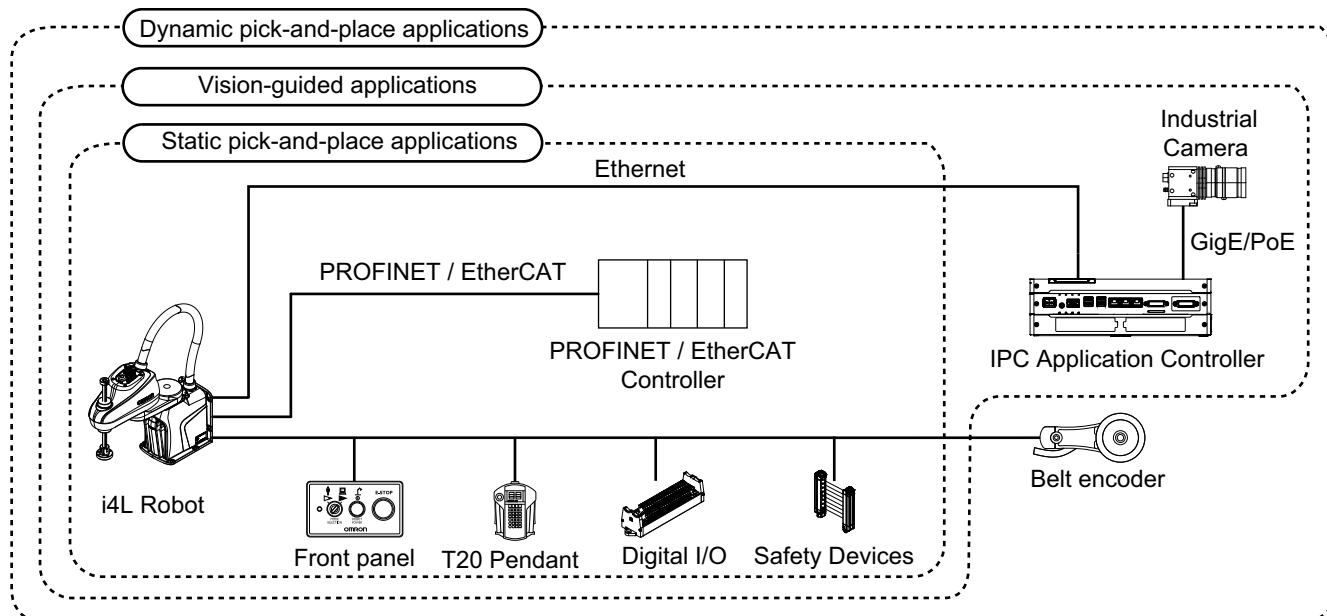 Dynamic pick-and-place applications
Vision-guided applications
Static pick-and-place applications
Industrial
Camera
Ethernet
GigE/PoE
PROFINET / EtherCAT
PROFINET / EtherCAT
Controller
IPC Application Controller
i4L Robot
Belt encoder
E-STOP
OMRON
Front panel
T20 Pendant
Digital I/O
Safety Devices